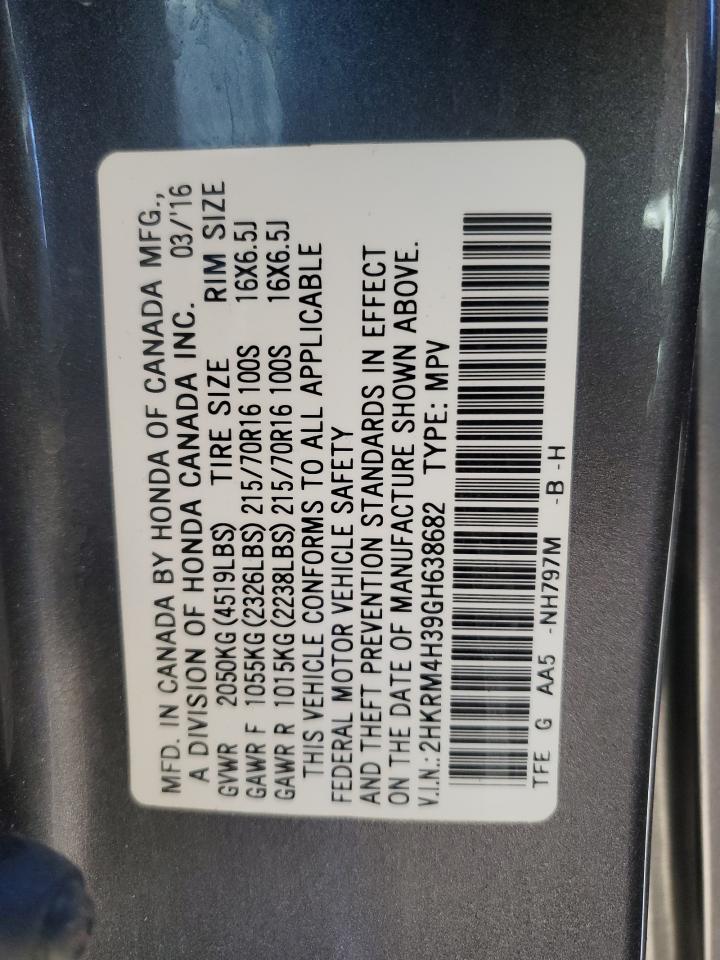 MFD. IN CANADA BY HONDA OF CANADA MFG.,
A DIVISION OF HONDA CANADA INC. 03/'16
GVWR 2050KG (4519LBS) TIRE SIZE RIM SIZE
GAWR F 1055KG (2326LBS) 215/70R16 100S 16X6.5J
GAWR R 1015KG (2238LBS) 215/70R16 100S 16X6.5J
THIS VEHICLE CONFORMS TO ALL APPLICABLE
FEDERAL MOTOR VEHICLE SAFETY
AND THEFT PREVENTION STANDARDS IN EFFECT
ON THE DATE OF MANUFACTURE SHOWN ABOVE.
V.I.N.: 2HKRM4H39GH638682 TYPE: MPV
TFE G AA5 -NH797M -B -H